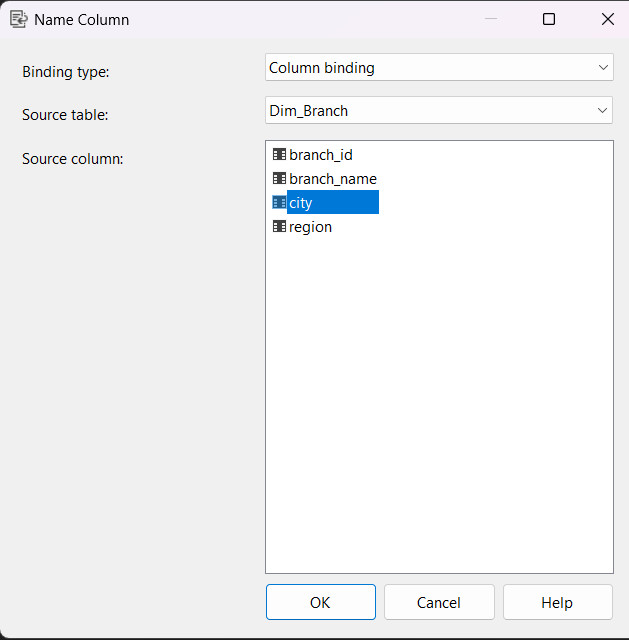 Name Column
Binding type:
Column binding
Source table:
Dim_Branch
Source column:
branch_id
branch_name
city
region
OK
Cancel
Help